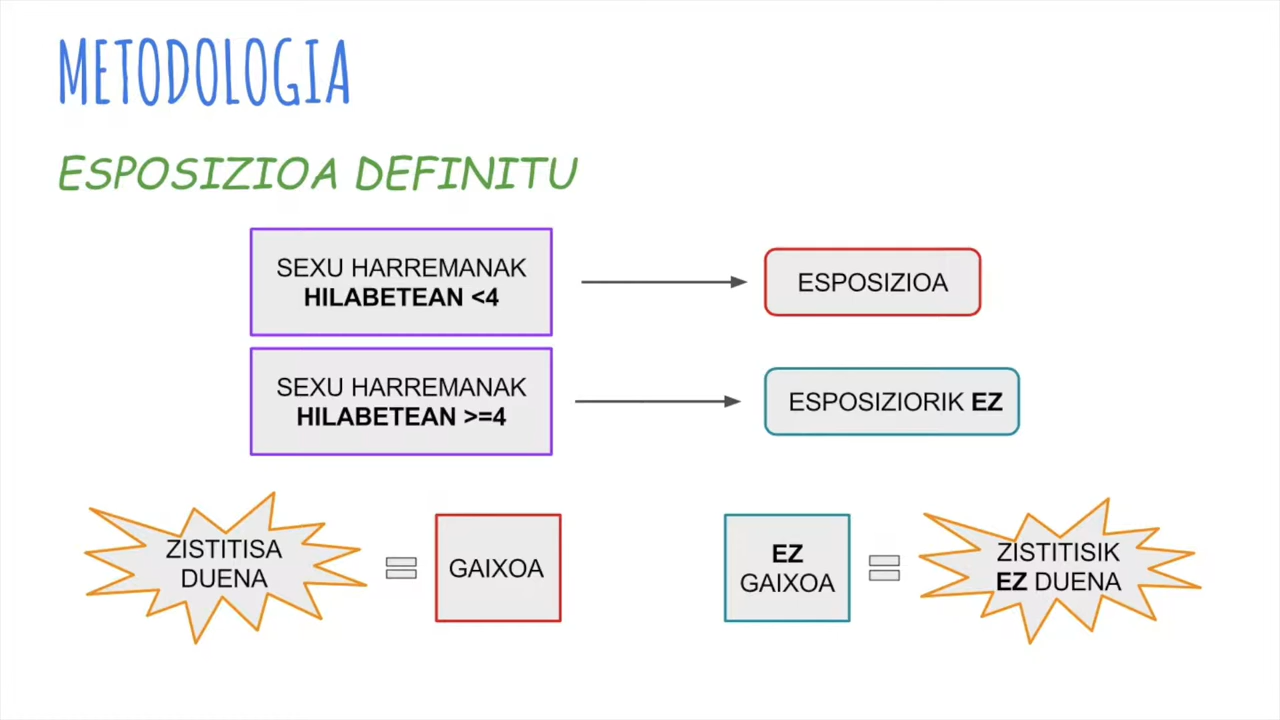 METODOLOGIA
ESPOSIZIOA DEFINITU
SEXU HARREMANAK
HILABETEAN <4
ESPOSIZIOA
SEXU HARREMANAK
HILABETEAN >=4
ESPOSIZIORIK EZ
ZISTITISA
DUENA
GAIXOA
EZ
GAIXOA
ZISTITISIK
EZ DUENA